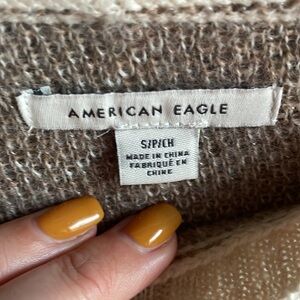 AMERICAN EAGLE
S/P/CH
MADE IN CHINA
FABRIQUÉ EN
CHINE